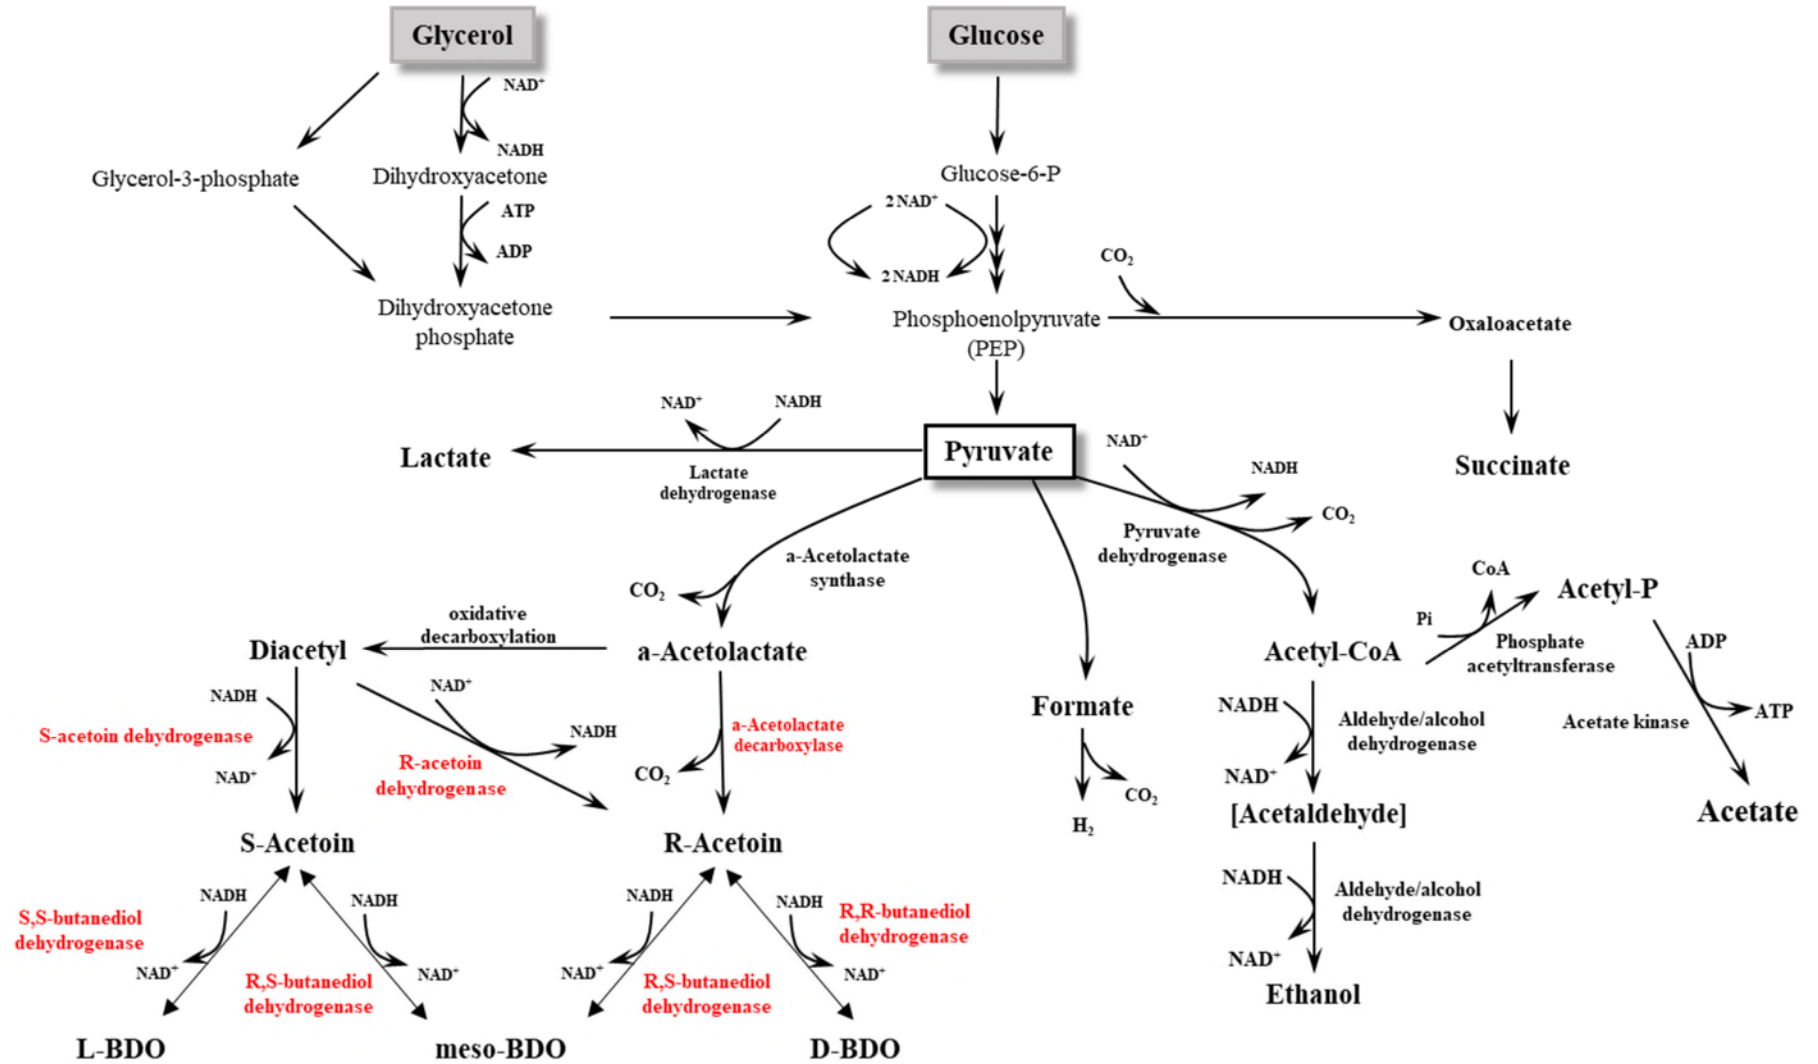 Glycerol
Glucose
NAD⁺
NADH
Glycerol-3-phosphate
Dihydroxyacetone
Glucose-6-P
ATP
ADP
2 NAD⁺
2 NADH
CO₂
Dihydroxyacetone
phosphate
Phosphoenolpyruvate
(PEP)
Oxaloacetate
NAD⁺
NADH
Lactate
Lactate
dehydrogenase
Pyruvate
NAD⁺
NADH
CO₂
Succinate
Pyruvate
dehydrogenase
a-Acetolactate
synthase
CO₂
oxidative
decarboxylation
Diacetyl
a-Acetolactate
Formate
CO₂
H₂
Acetyl-CoA
Pi
CoA
Acetyl-P
Phosphate
acetyltransferase
ADP
ATP
Acetate kinase
Acetate
NADH
S-acetoin dehydrogenase
NAD⁺
NAD⁺
NADH
R-acetoin
dehydrogenase
a-Acetolactate
decarboxylase
CO₂
NADH
Aldehyde/alcohol
dehydrogenase
NAD⁺
[Acetaldehyde]
S-Acetoin
R-Acetoin
NADH
Aldehyde/alcohol
dehydrogenase
NAD⁺
Ethanol
S,S-butanediol
dehydrogenase
NADH
NAD⁺
NADH
NAD⁺
R,S-butanediol
dehydrogenase
NADH
NAD⁺
R,S-butanediol
dehydrogenase
NADH
NAD⁺
R,R-butanediol
dehydrogenase
L-BDO
meso-BDO
D-BDO